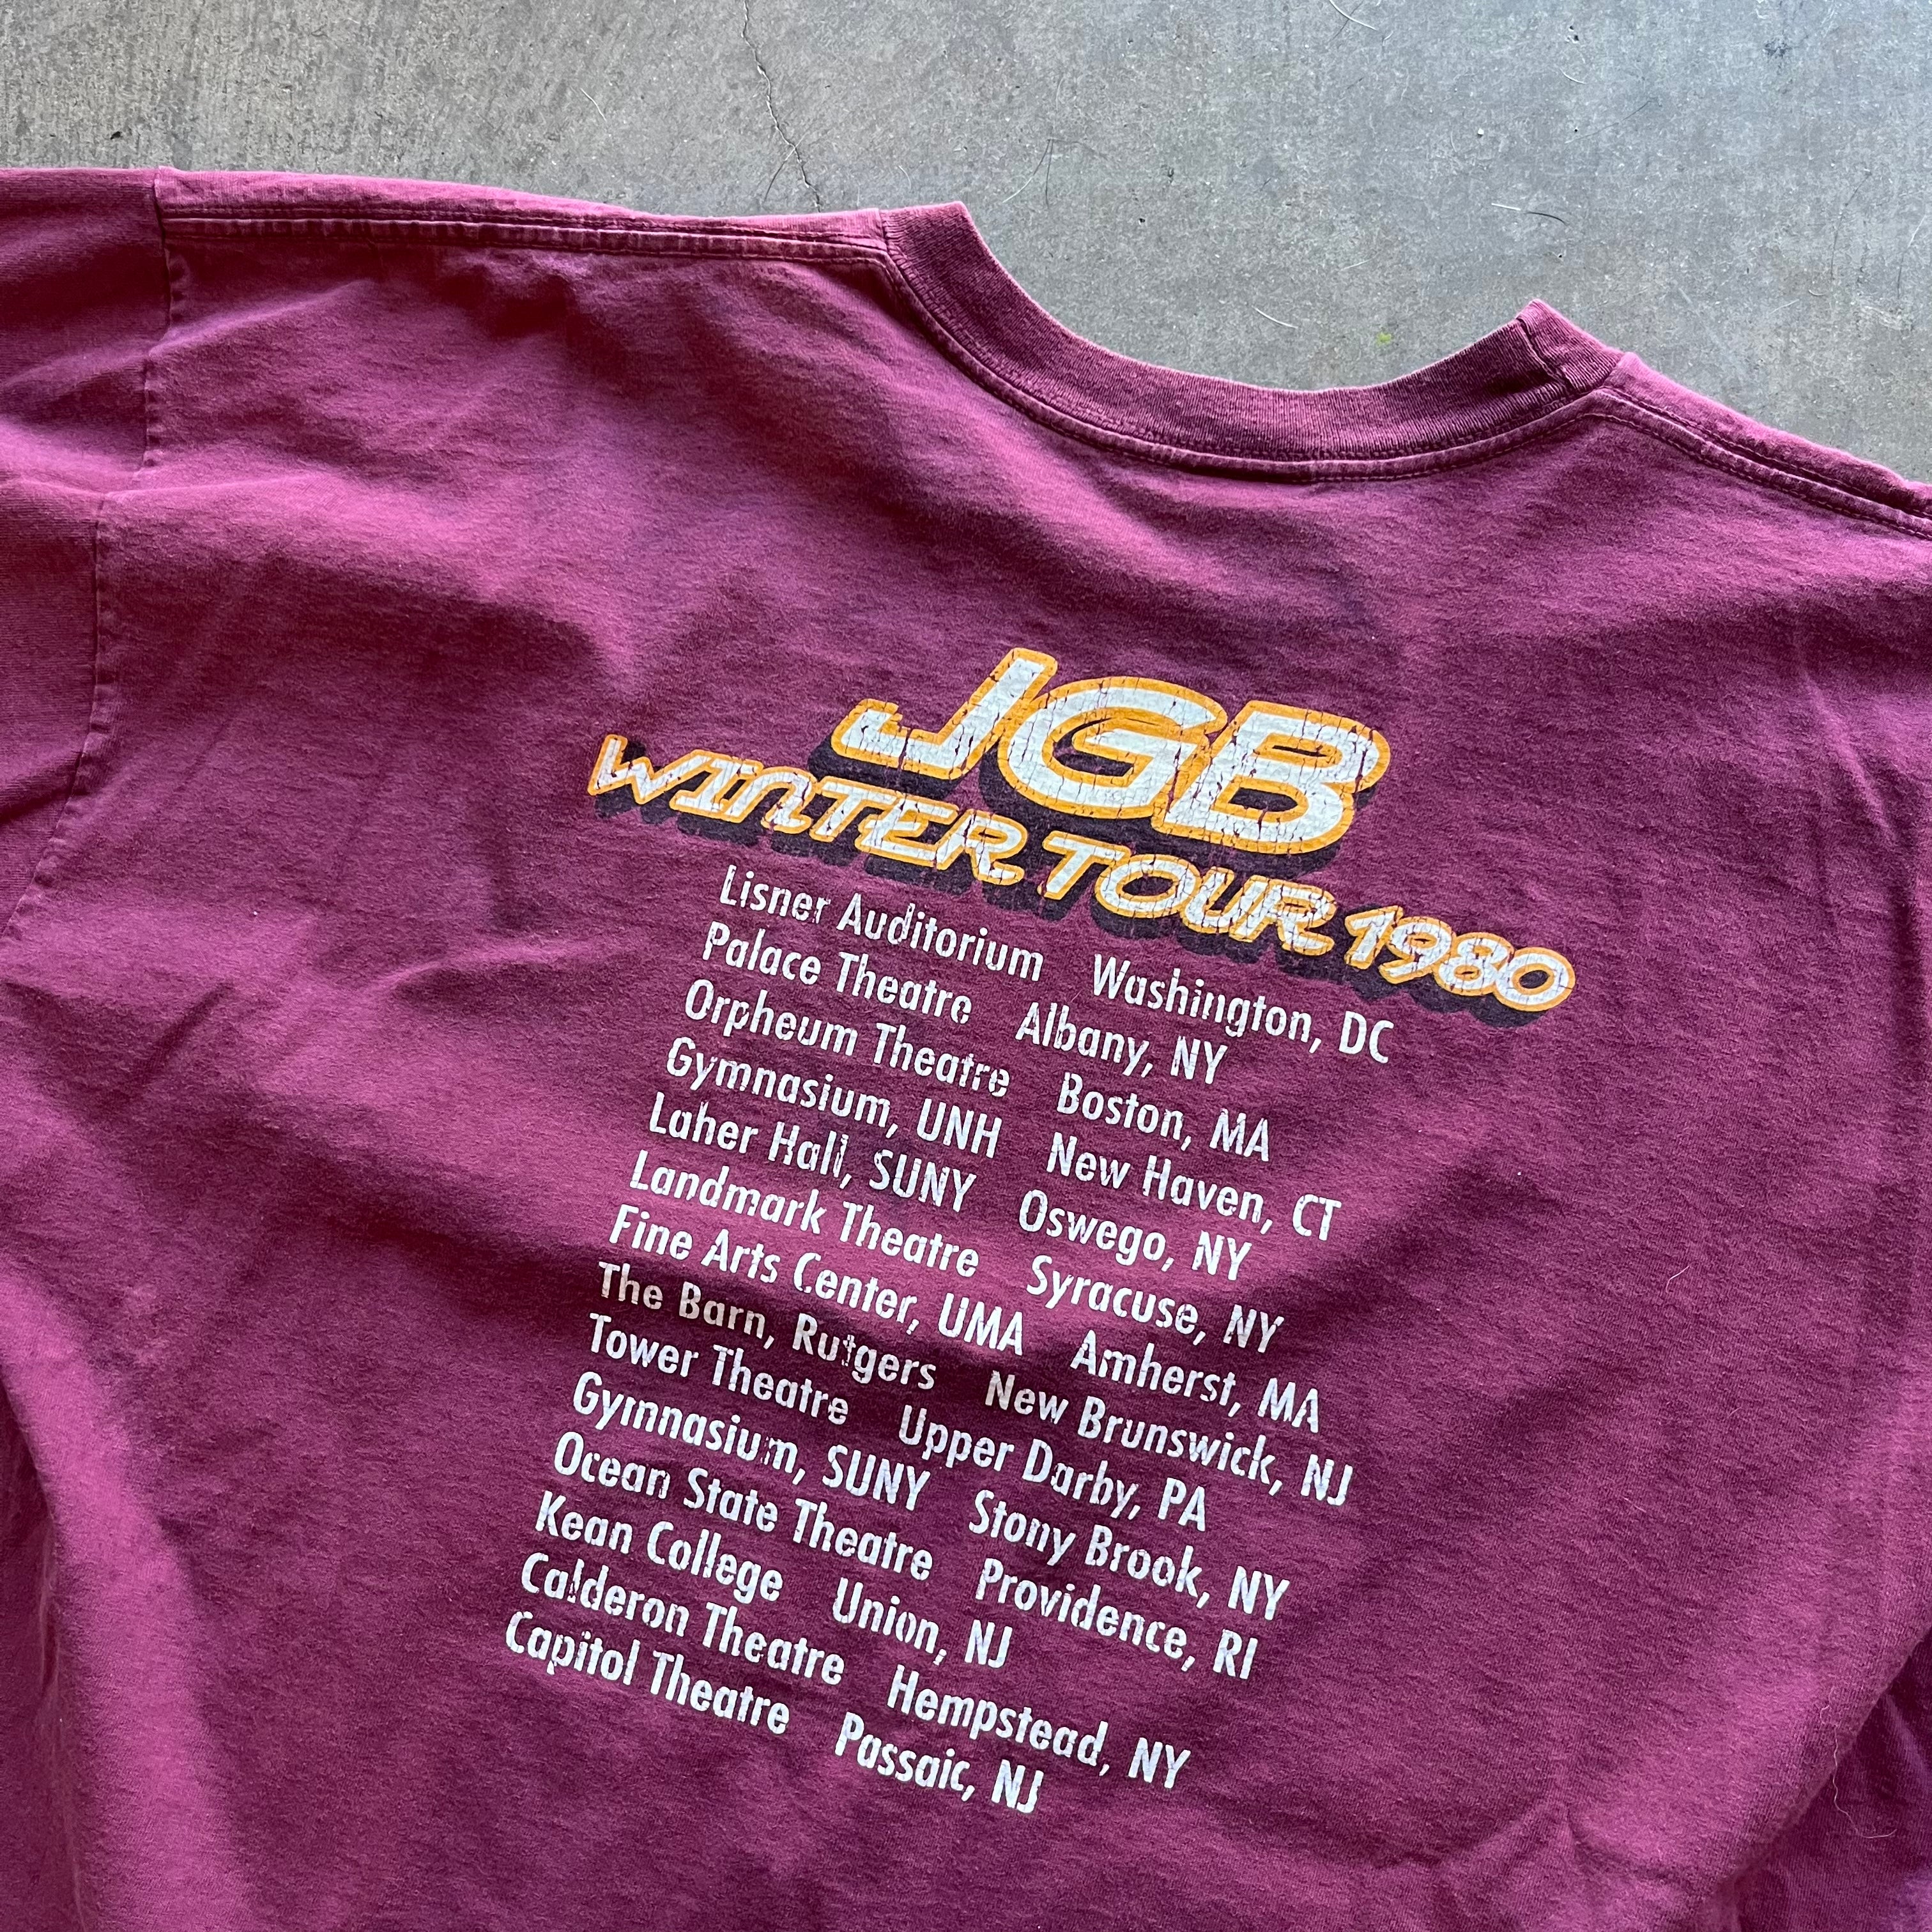 JGB
WINTER TOUR 1980
Lisner Auditorium Washington, DC
Palace Theatre Albany, NY
Orpheum Theatre Boston, MA
Gymnasium, UNH New Haven, CT
Laher Hall, SUNY Oswego, NY
Landmark Theatre Syracuse, NY
Fine Arts Center, UMA Amherst, MA
The Barn, Rutgers New Brunswick, NJ
Tower Theatre Upper Darby, PA
Gymnasium, SUNY Stony Brook, NY
Ocean State Theatre Providence, RI
Kean College Union, NJ
Calderon Theatre Hempstead, NY
Capitol Theatre Passaic, NJ